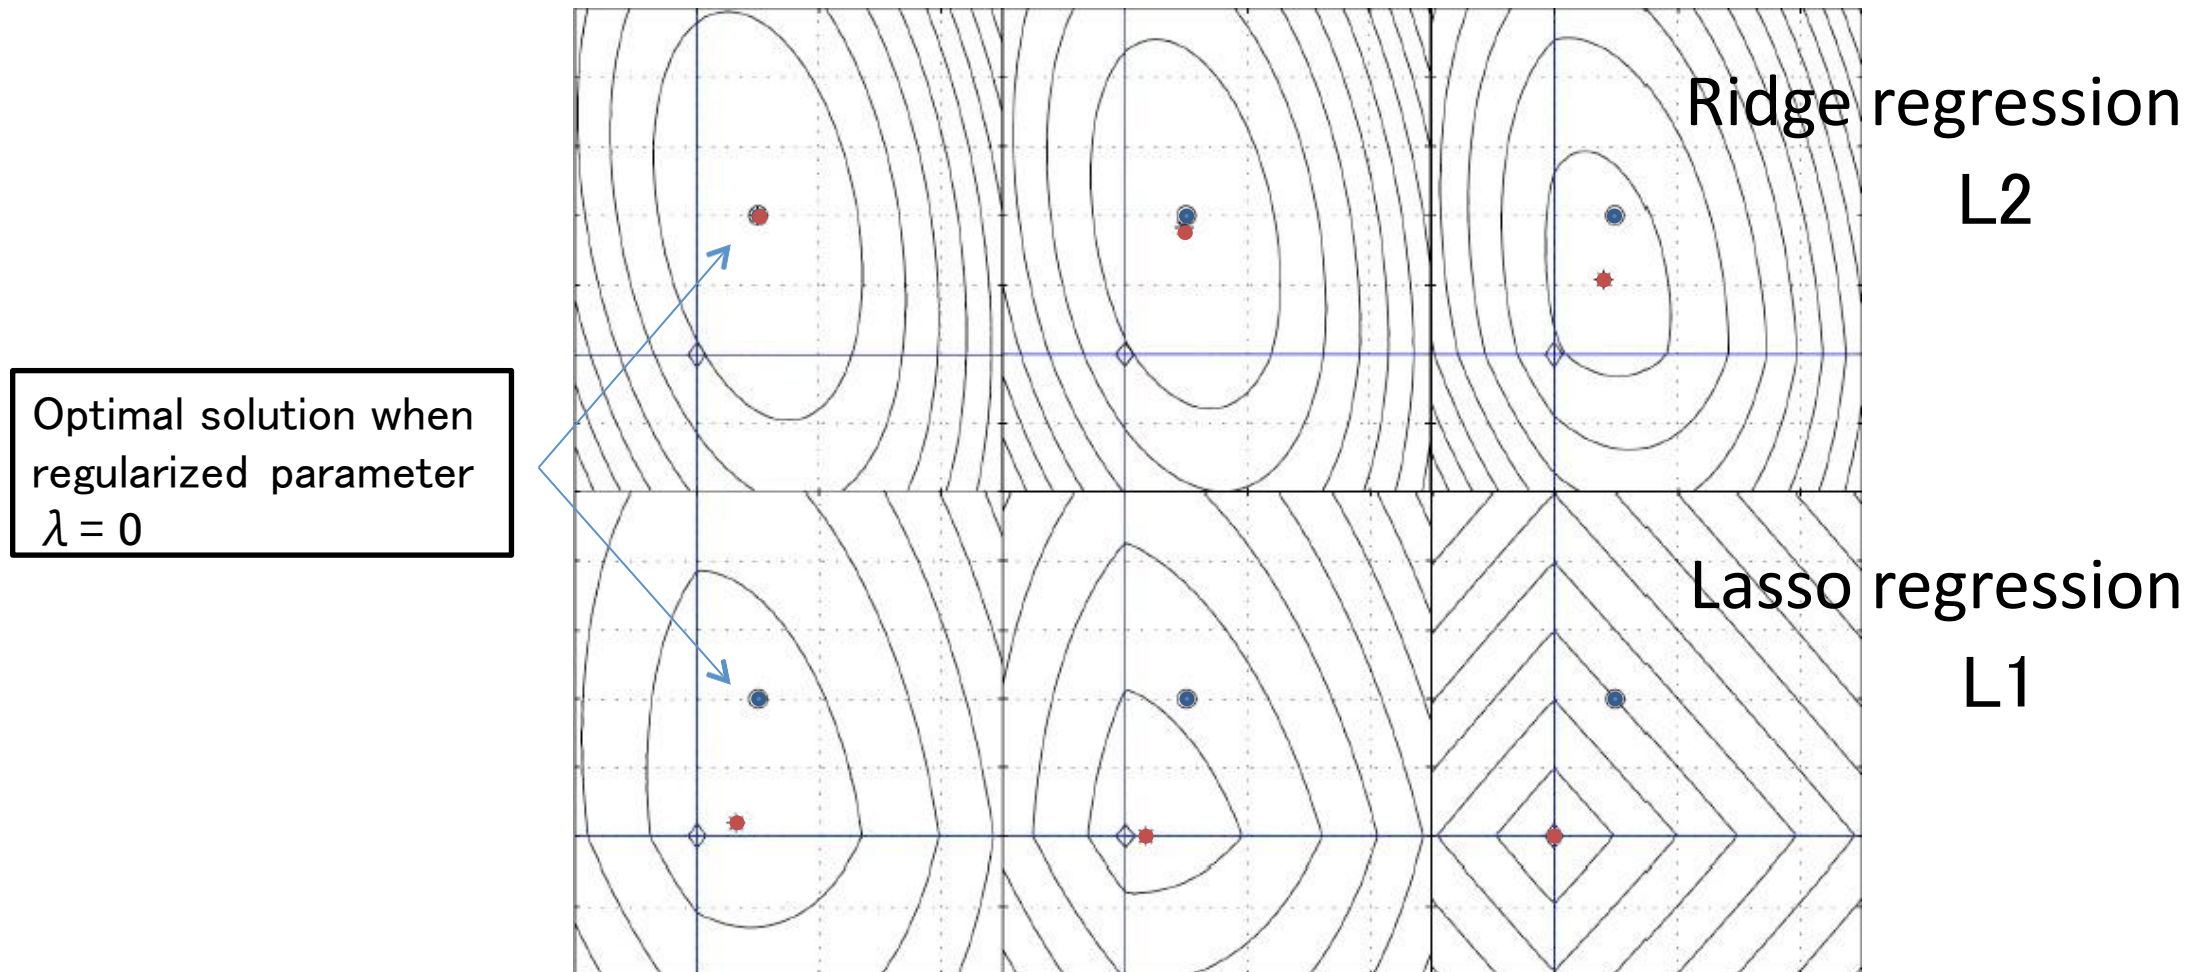 Ridge regression
L2
Optimal solution when
regularized parameter
λ = 0
Lasso regression
L1